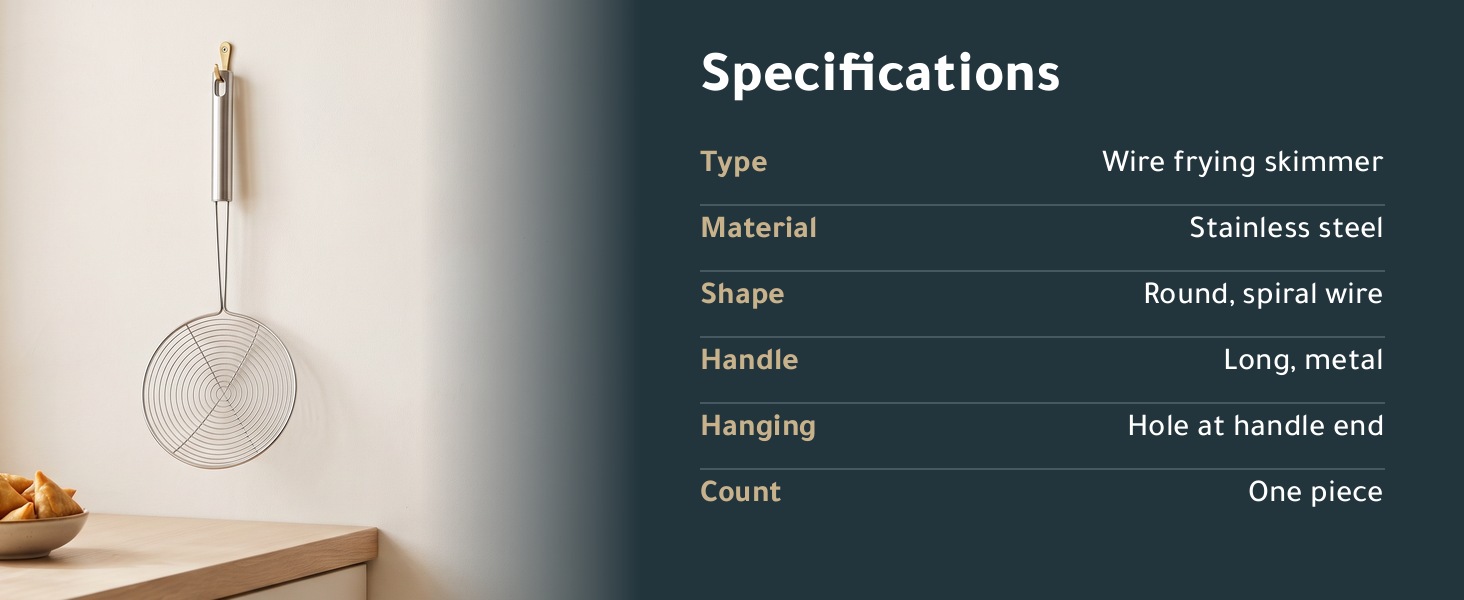 Specifications
Type Wire frying skimmer
Material Stainless steel
Shape Round, spiral wire
Handle Long, metal
Hanging Hole at handle end
Count One piece